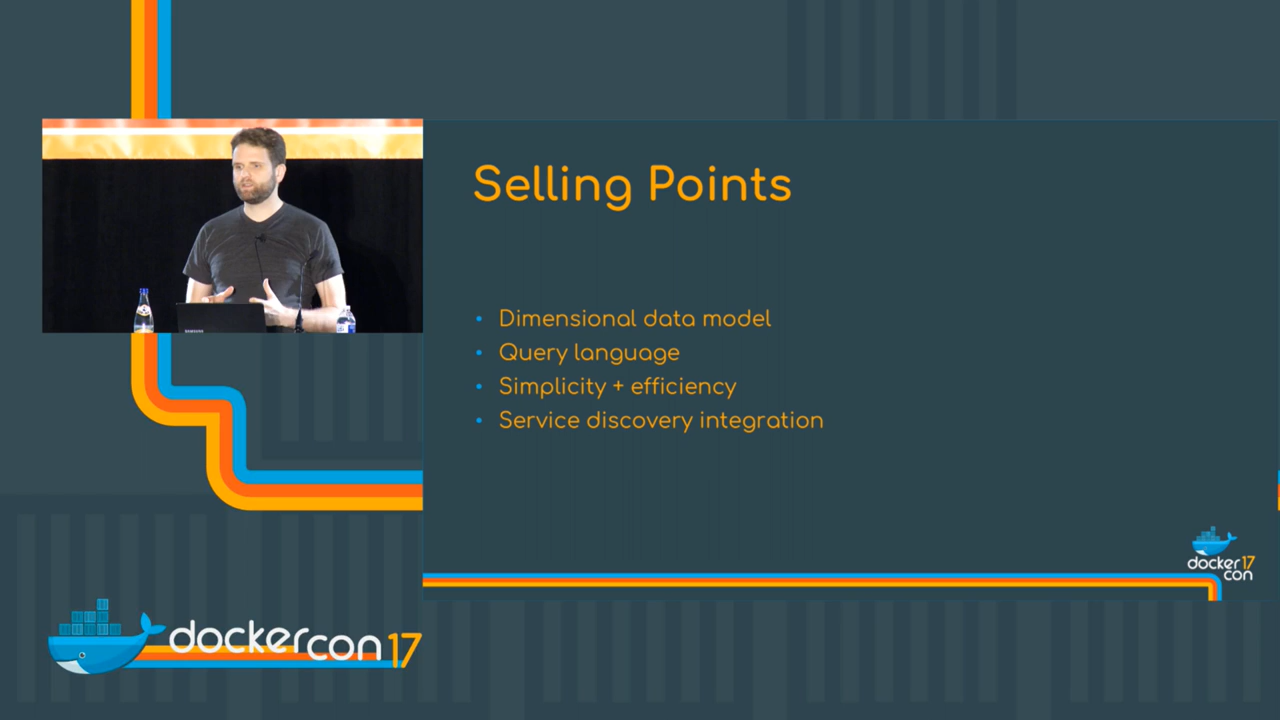 Selling Points
• Dimensional data model
• Query language
• Simplicity + efficiency
• Service discovery integration
docker 17
con
dockercon 17